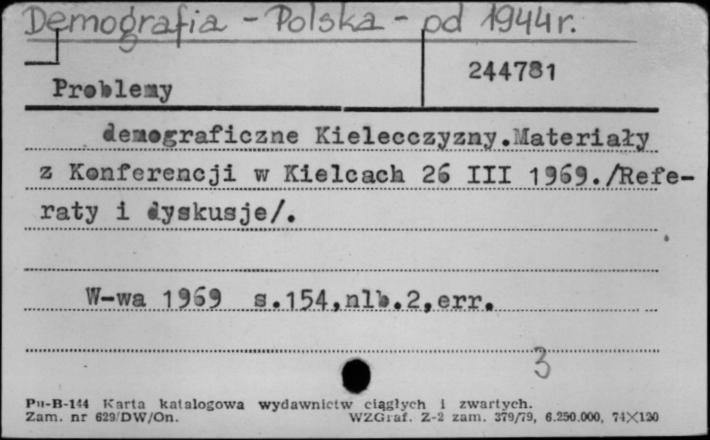 Demografia - Polska - od 1944 r.
244781
Problemy
demograficzne Kielecczyzny.Materiały
z Konferencji w Kielcach 26 III 1969./Refe-
raty i dyskusje/.
W-wa 1969 s.154,nlb.2,err.
3
Pu-B-144 Karta katalogowa wydawnictw ciągłych i zwartych.
Zam. nr 629/DW/On. WZGraf. Z-2 zam. 379/79, 6.250.000, 74×120